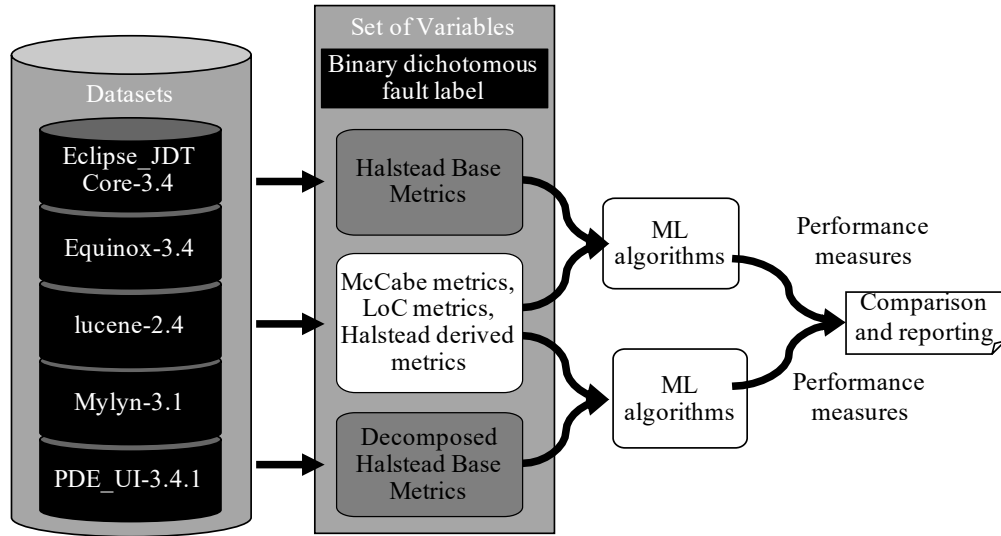 Datasets
Eclipse_JDT
Core-3.4
Equinox-3.4
lucene-2.4
Mylyn-3.1
PDE_UI-3.4.1
Set of Variables
Binary dichotomous
fault label
Halstead Base
Metrics
McCabe metrics,
LoC metrics,
Halstead derived
metrics
Decomposed
Halstead Base
Metrics
ML
algorithms
ML
algorithms
Performance
measures
Performance
measures
Comparison
and reporting